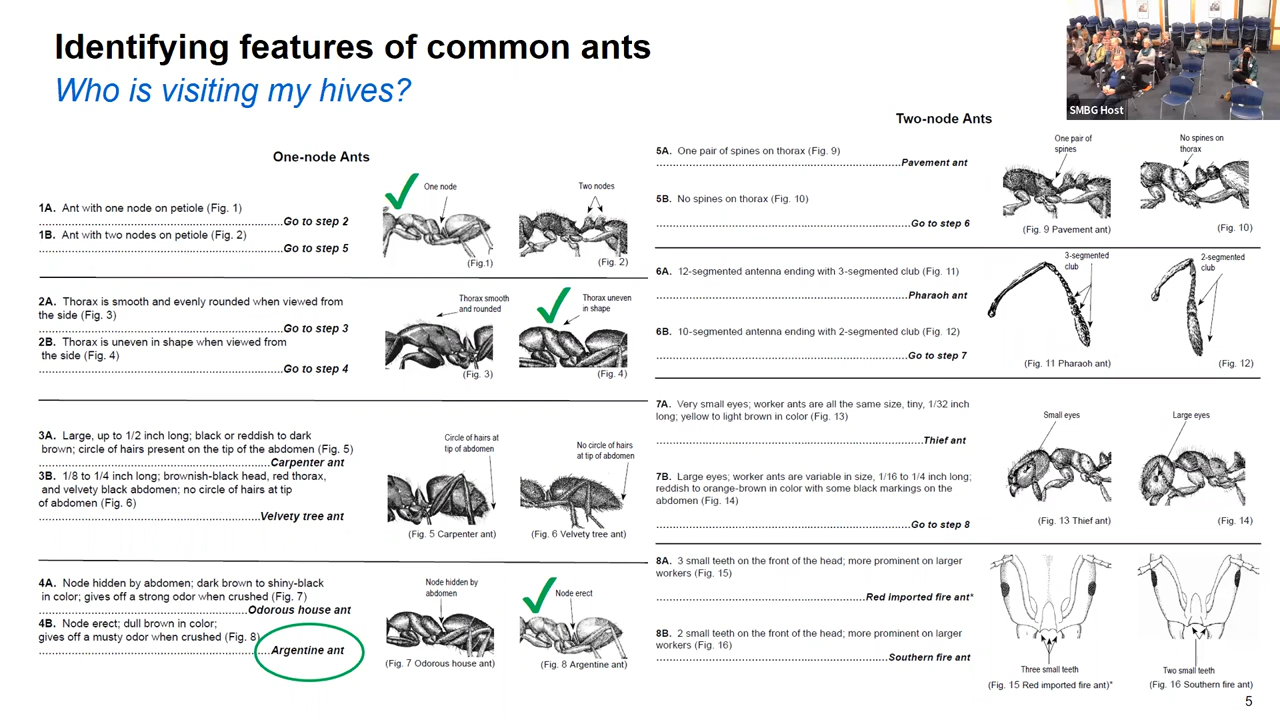 Identifying features of common ants
Who is visiting my hives?
SMBG Host
One-node Ants
1A. Ant with one node on petiole (Fig. 1)
Go to step 2
1B. Ant with two nodes on petiole (Fig. 2)
Go to step 5
One node
Two nodes
(Fig.1)
(Fig. 2)
2A. Thorax is smooth and evenly rounded when viewed from
the side (Fig. 3)
Go to step 3
2B. Thorax is uneven in shape when viewed from
the side (Fig. 4)
Go to step 4
Thorax smooth
and rounded
Thorax uneven
in shape
(Fig. 3)
(Fig. 4)
3A. Large, up to 1/2 inch long; black or reddish to dark
brown; circle of hairs present on the tip of the abdomen (Fig. 5)
Carpenter ant
3B. 1/8 to 1/4 inch long; brownish-black head, red thorax,
and velvety black abdomen; no circle of hairs at tip
of abdomen (Fig. 6)
Velvety tree ant
Circle of hairs at
tip of abdomen
No circle of hairs
at tip of abdomen
(Fig. 5 Carpenter ant)
(Fig. 6 Velvety tree ant)
4A. Node hidden by abdomen; dark brown to shiny-black
in color; gives off a strong odor when crushed (Fig. 7)
Odorous house ant
4B. Node erect; dull brown in color;
gives off a musty odor when crushed (Fig. 8)
Argentine ant
Node hidden by
abdomen
Node erect
(Fig. 7 Odorous house ant)
(Fig. 8 Argentine ant)
Two-node Ants
5A. One pair of spines on thorax (Fig. 9)
Pavement ant
5B. No spines on thorax (Fig. 10)
Go to step 6
One pair of
spines
No spines on
thorax
(Fig. 9 Pavement ant)
(Fig. 10)
6A. 12-segmented antenna ending with 3-segmented club (Fig. 11)
Pharaoh ant
6B. 10-segmented antenna ending with 2-segmented club (Fig. 12)
Go to step 7
3-segmented
club
2-segmented
club
(Fig. 11 Pharaoh ant)
(Fig. 12)
7A. Very small eyes; worker ants are all the same size, tiny, 1/32 inch
long; yellow to light brown in color (Fig. 13)
Thief ant
7B. Large eyes; worker ants are variable in size, 1/16 to 1/4 inch long;
reddish to orange-brown in color with some black markings on the
abdomen (Fig. 14)
Go to step 8
Small eyes
Large eyes
(Fig. 13 Thief ant)
(Fig. 14)
8A. 3 small teeth on the front of the head; more prominent on larger
workers (Fig. 15)
Red imported fire ant*
8B. 2 small teeth on the front of the head; more prominent on larger
workers (Fig. 16)
Southern fire ant
Three small teeth
Two small teeth
(Fig. 15 Red imported fire ant)*
(Fig. 16 Southern fire ant)
5